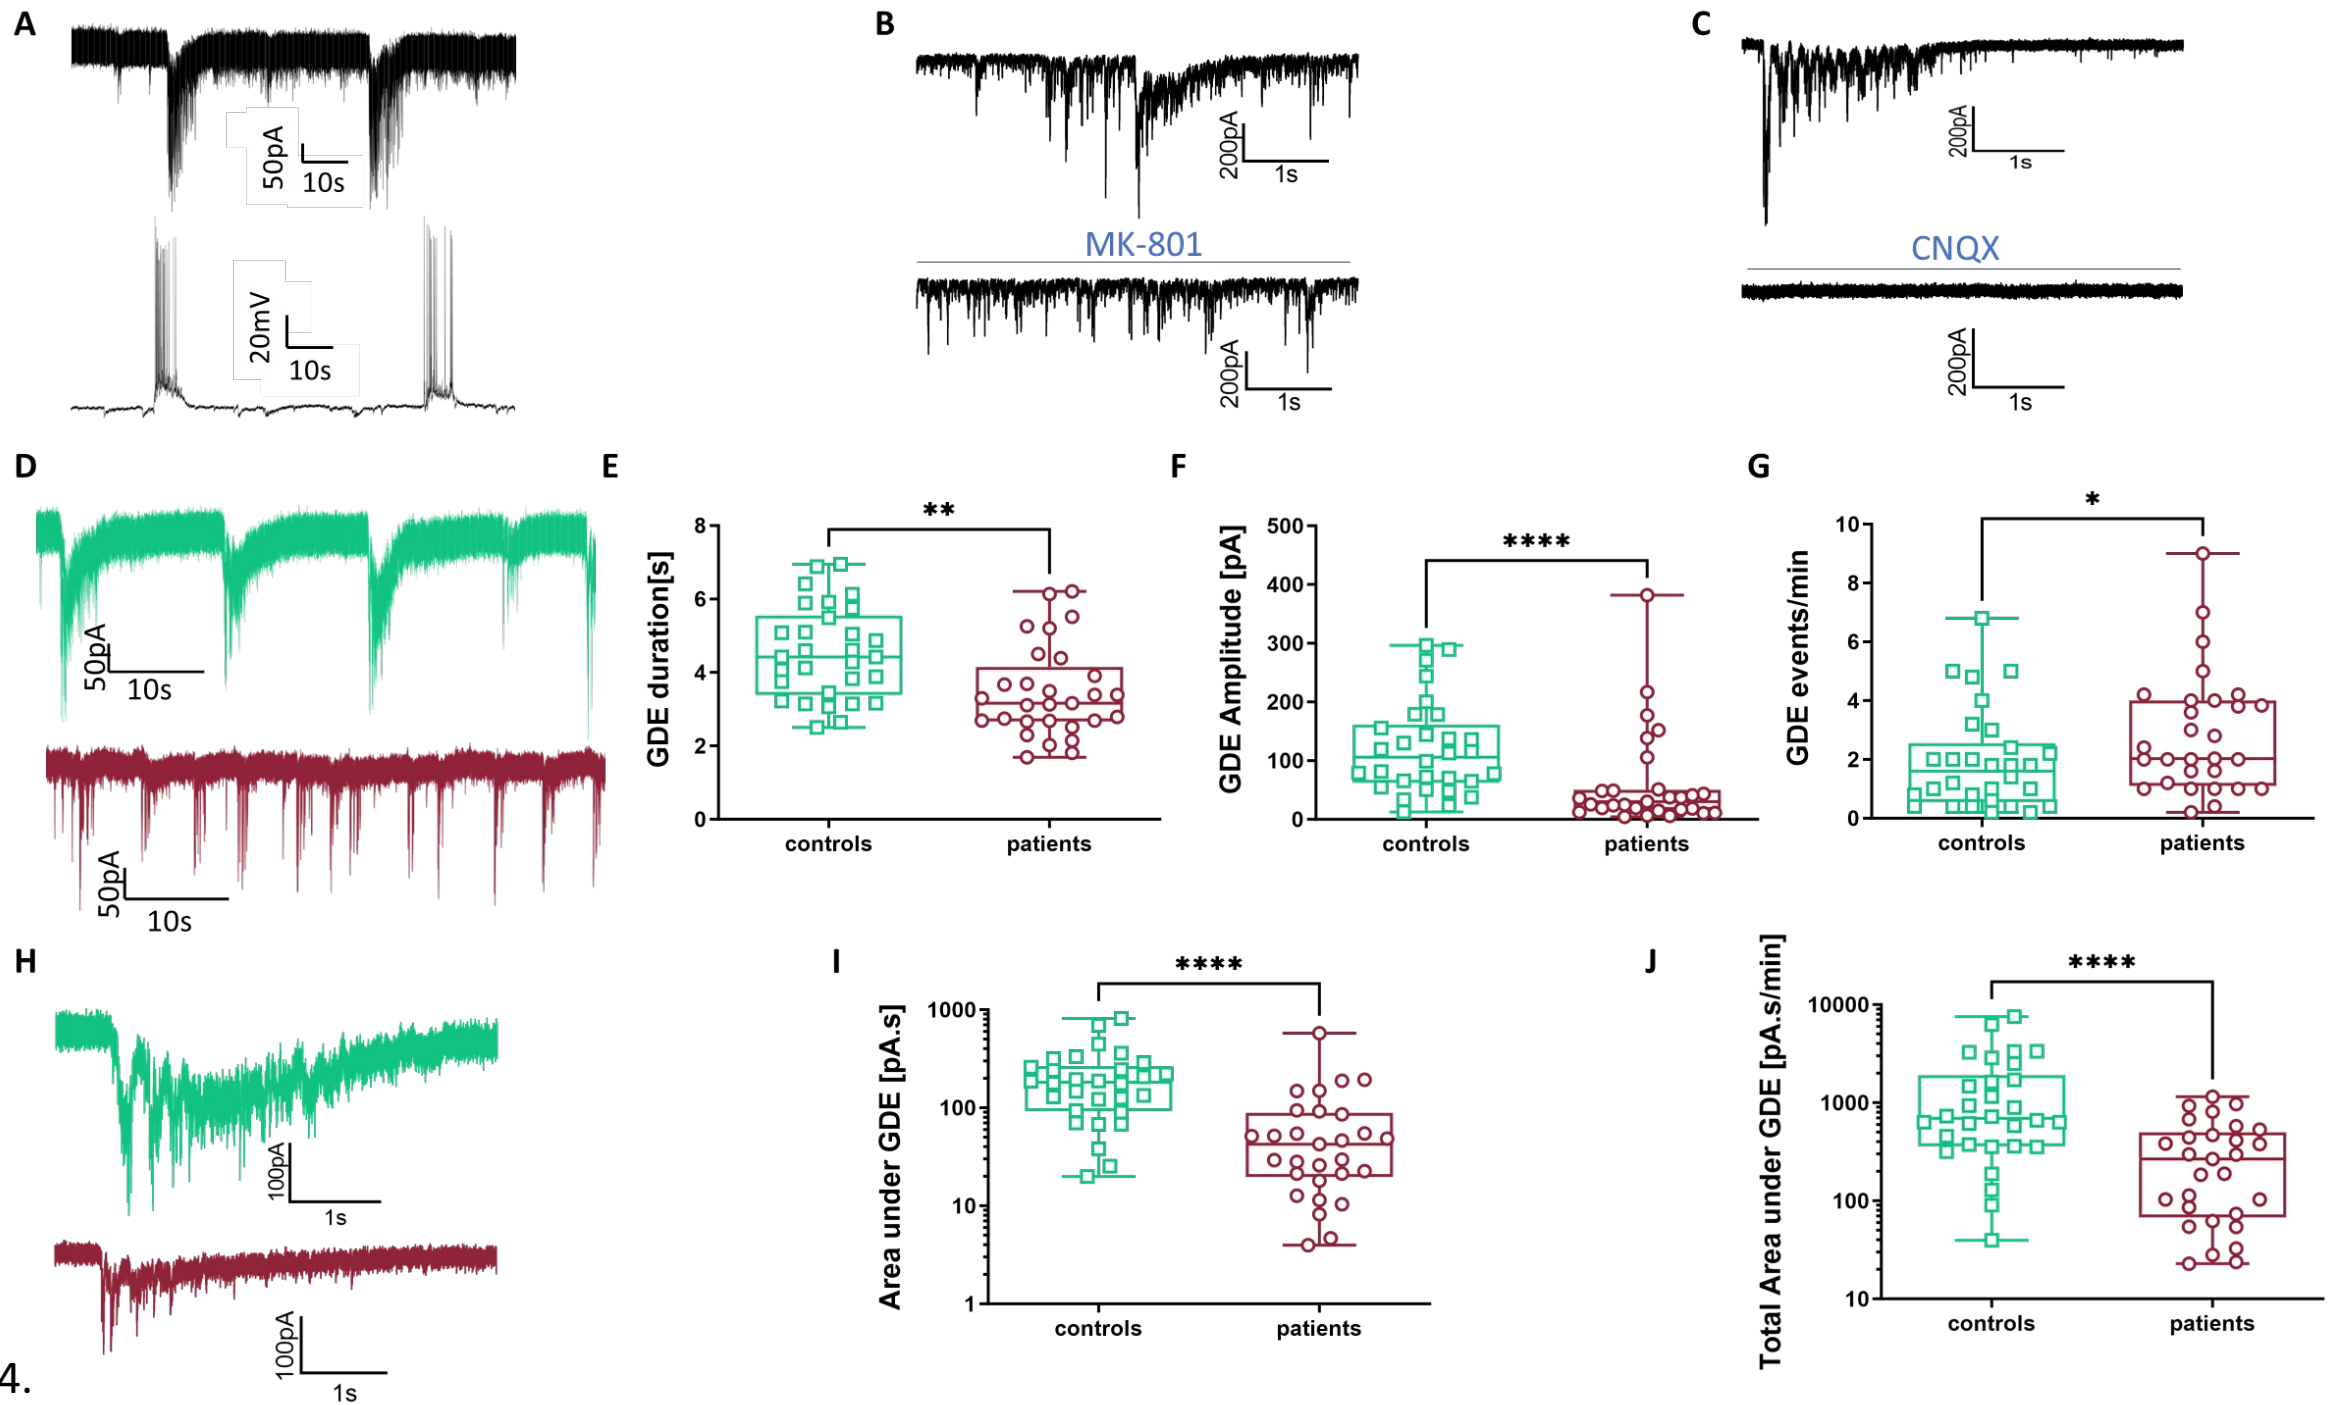 A
50pA
10s
20mV
10s
B
200pA
1s
MK-801
200pA
1s
C
200pA
1s
CNQX
200pA
1s
D
50pA
10s
50pA
10s
E
**
GDE duration[s]
8
6
4
2
0
controls
patients
F
****
GDE Amplitude [pA]
500
400
300
200
100
0
controls
patients
G
*
GDE events/min
10
8
6
4
2
0
controls
patients
H
100pA
1s
100pA
1s
I
****
Area under GDE [pA.s]
1000
100
10
1
controls
patients
J
****
Total Area under GDE [pA.s/min]
10000
1000
100
10
controls
patients
4.